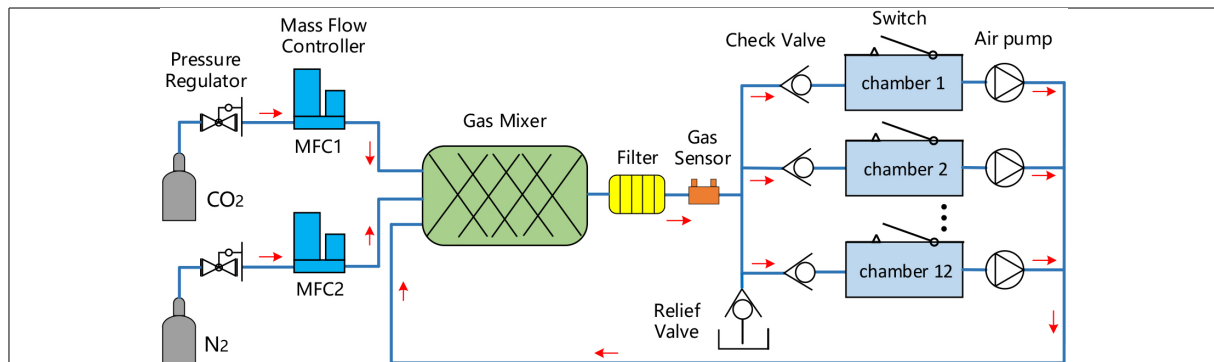 Mass Flow
Controller
Pressure
Regulator
MFC1
CO2
MFC2
N2
Gas Mixer
Filter
Gas
Sensor
Check Valve
Switch
Air pump
chamber 1
chamber 2
chamber 12
Relief
Valve